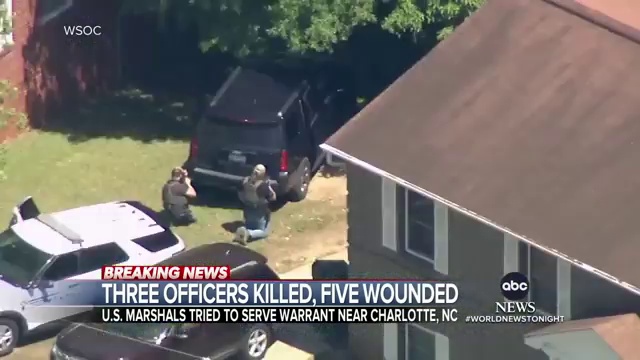 WSOC
BREAKING NEWS
THREE OFFICERS KILLED, FIVE WOUNDED
U.S. MARSHALS TRIED TO SERVE WARRANT NEAR CHARLOTTE, NC
abc
NEWS
#WORLDNEWSTONIGHT